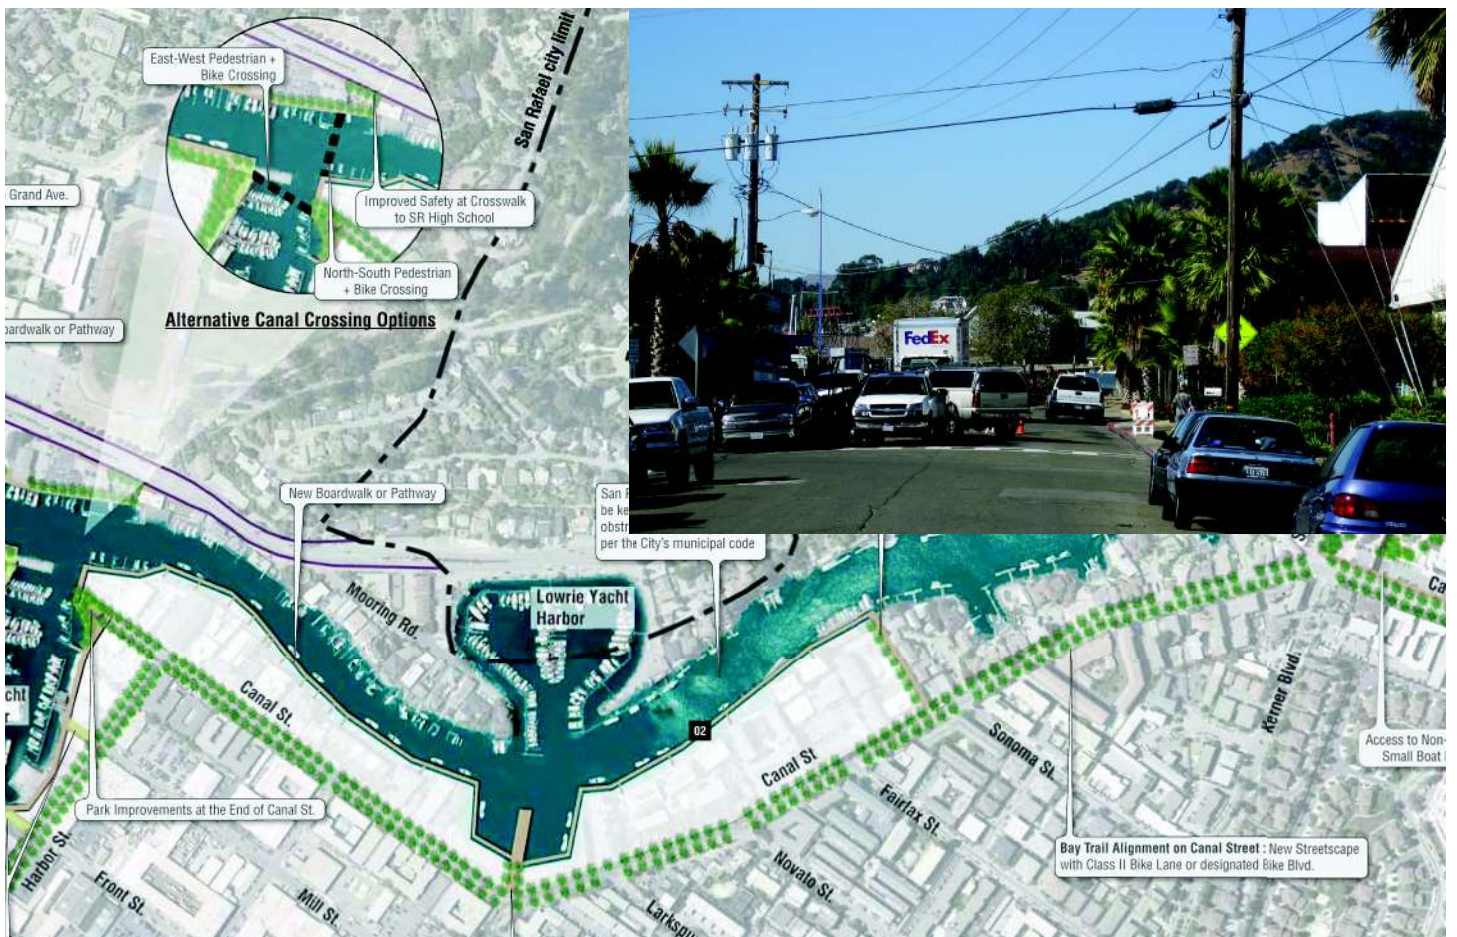 East-West Pedestrian +
Bike Crossing
San Rafael city limit
Grand Ave.
Improved Safety at Crosswalk
to SR High School
North-South Pedestrian
+ Bike Crossing
Alternative Canal Crossing Options
or Pathway
FedEx
New Boardwalk or Pathway
San
be
per the City's municipal code
Mooring Rd.
Lowrie Yacht
Harbor
Canal St.
02
Canal St
Sonoma St.
Kerner Blvd.
Access to Non-
Small Boat
Park Improvements at the End of Canal St.
Harbor St.
Front St.
Mill St.
Fairfax St.
Novato St.
Bay Trail Alignment on Canal Street : New Streetscape
with Class II Bike Lane or designated Bike Blvd.